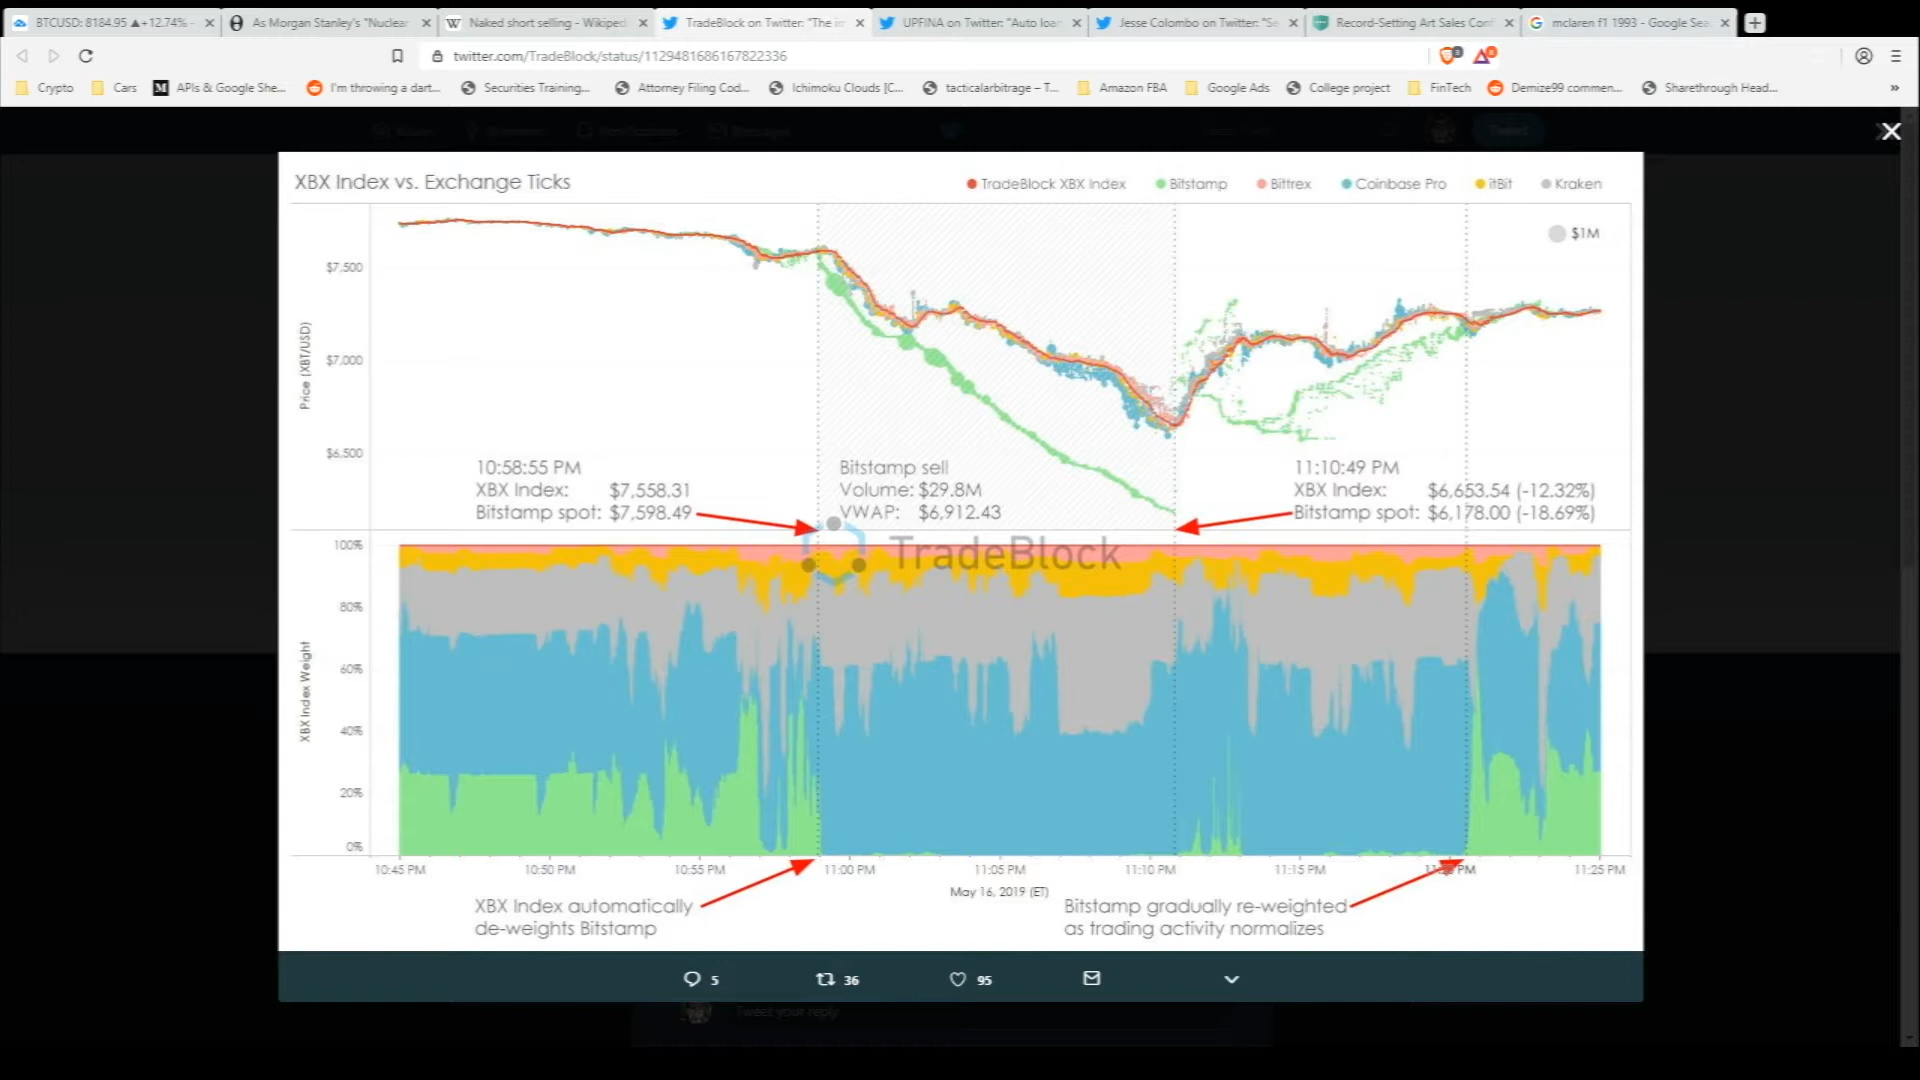 BTCUSD: 8184.95 ▲+12.74% -
As Morgan Stanley's "Nuclear
Naked short selling - Wikiped
TradeBlock on Twitter: "The in
UPFINA on Twitter: "Auto loan
Jesse Colombo on Twitter: "Se
Record-Setting Art Sales Conf
mclaren f1 1993 - Google Sea
twitter.com/TradeBlock/status/1129481686167822336
Crypto
Cars
APIs & Google She...
I'm throwing a dart...
Securities Training...
Attorney Filing Cod...
Ichimoku Clouds [C...
tacticalarbitrage – T...
Amazon FBA
Google Ads
College project
FinTech
Demize99 commen...
Sharethrough Head...
XBX Index vs. Exchange Ticks
TradeBlock XBX Index
Bitstamp
Bittrex
Coinbase Pro
itBit
Kraken
$1M
$7,500
$7,000
$6,500
Price (XBT/USD)
10:58:55 PM
XBX Index: $7,558.31
Bitstamp spot: $7,598.49
Bitstamp sell
Volume: $29.8M
VWAP: $6,912.43
11:10:49 PM
XBX Index: $6,653.54 (-12.32%)
Bitstamp spot: $6,178.00 (-18.69%)
TradeBlock
100%
80%
60%
40%
20%
0%
XBX Index Weight
10:45 PM
10:50 PM
10:55 PM
11:00 PM
11:05 PM
11:10 PM
11:15 PM
11:25 PM
May 16, 2019 (ET)
XBX Index automatically
de-weights Bitstamp
Bitstamp gradually re-weighted
as trading activity normalizes
5
36
95
Tweet your reply